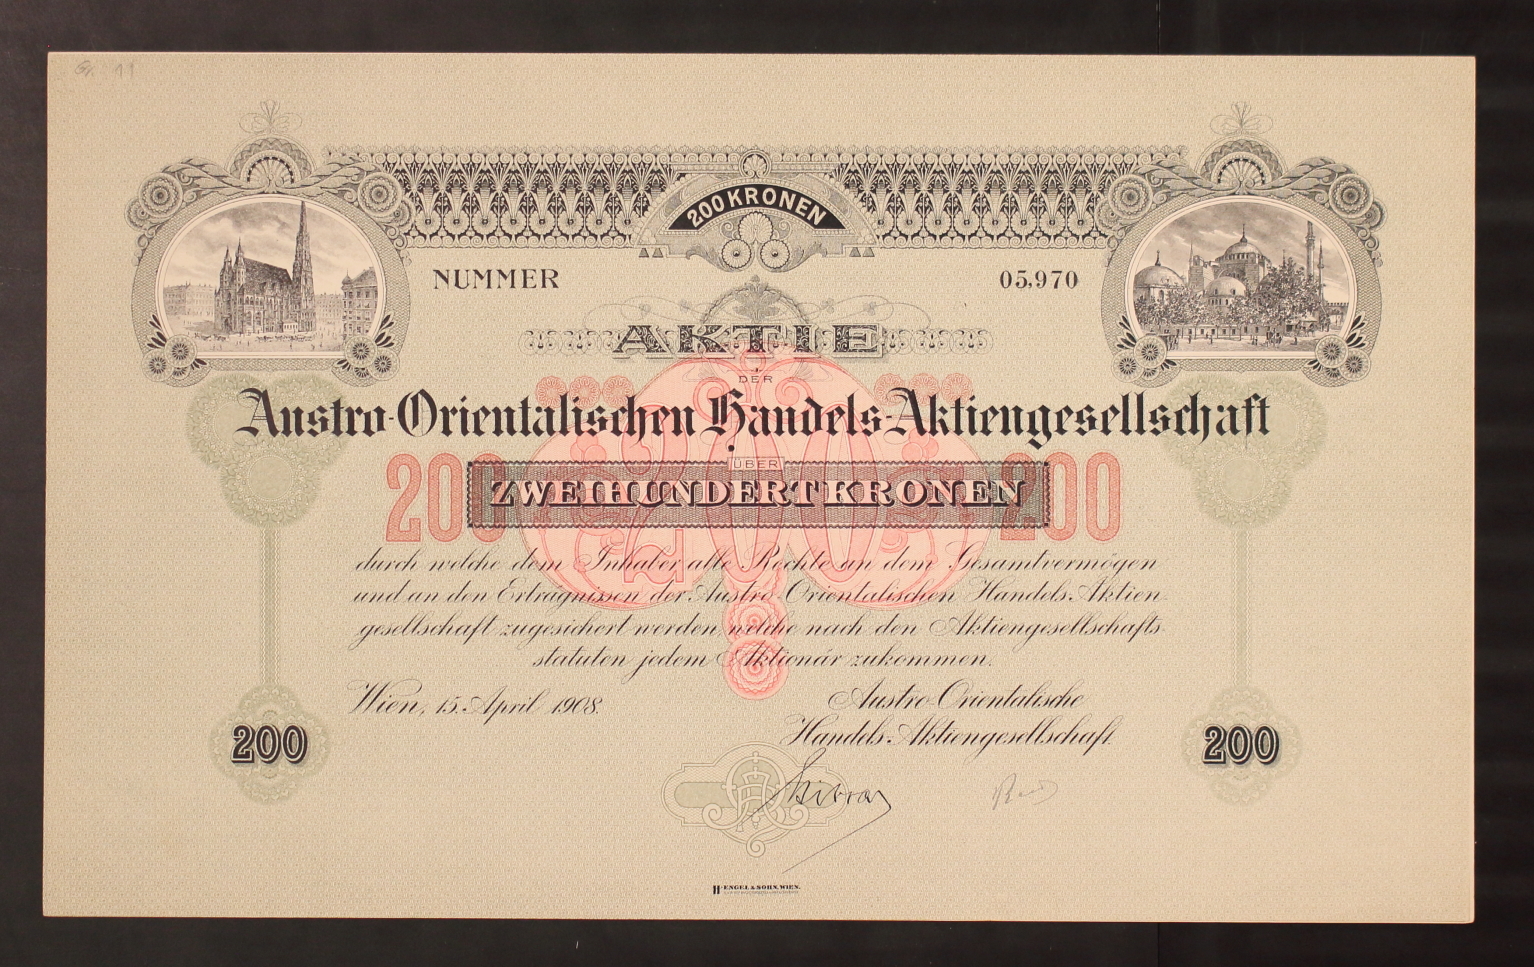 200 KRONEN
NUMMER 05,970
AKTIE
DER
Austro-Orientalischen Handels-Aktiengesellschaft
ÜBER
200 ZWEIHUNDERT KRONEN 200
200
durch welche dem Inhaber alle Rechte an dem Gesamtvermögen
und an den Erträgnissen der Austro-Orientalischen Handels-Aktien-
gesellschaft zugesichert werden, welche nach den Aktiengesellschafts-
statuten jedem Aktionär zukommen.
Wien, 15. April 1908.
Austro-Orientalische
Handels-Aktiengesellschaft.
200 200
H. ENGEL & SOHN, WIEN.